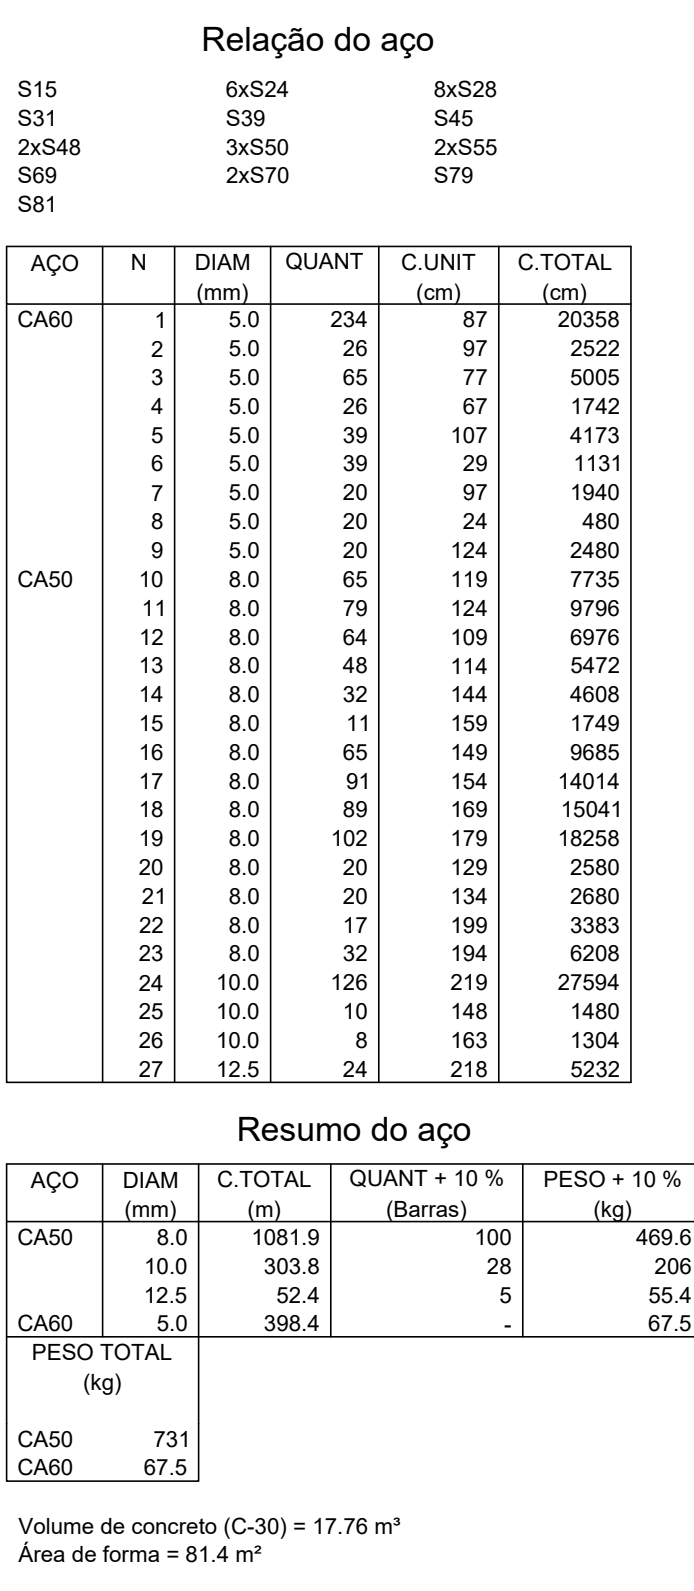 Relação do aço
S15 6xS24 8xS28
S31 S39 S45
2xS48 3xS50 2xS55
S69 2xS70 S79
S81
AÇO N DIAM QUANT C.UNIT C.TOTAL
(mm) (cm) (cm)
CA60 1 5.0 234 87 20358
2 5.0 26 97 2522
3 5.0 65 77 5005
4 5.0 26 67 1742
5 5.0 39 107 4173
6 5.0 39 29 1131
7 5.0 20 97 1940
8 5.0 20 24 480
9 5.0 20 124 2480
CA50 10 8.0 65 119 7735
11 8.0 79 124 9796
12 8.0 64 109 6976
13 8.0 48 114 5472
14 8.0 32 144 4608
15 8.0 11 159 1749
16 8.0 65 149 9685
17 8.0 91 154 14014
18 8.0 89 169 15041
19 8.0 102 179 18258
20 8.0 20 129 2580
21 8.0 20 134 2680
22 8.0 17 199 3383
23 8.0 32 194 6208
24 10.0 126 219 27594
25 10.0 10 148 1480
26 10.0 8 163 1304
27 12.5 24 218 5232
Resumo do aço
AÇO DIAM C.TOTAL QUANT + 10 % PESO + 10 %
(mm) (m) (Barras) (kg)
CA50 8.0 1081.9 100 469.6
10.0 303.8 28 206
12.5 52.4 5 55.4
CA60 5.0 398.4 - 67.5
PESO TOTAL
(kg)
CA50 731
CA60 67.5
Volume de concreto (C-30) = 17.76 m³
Área de forma = 81.4 m²